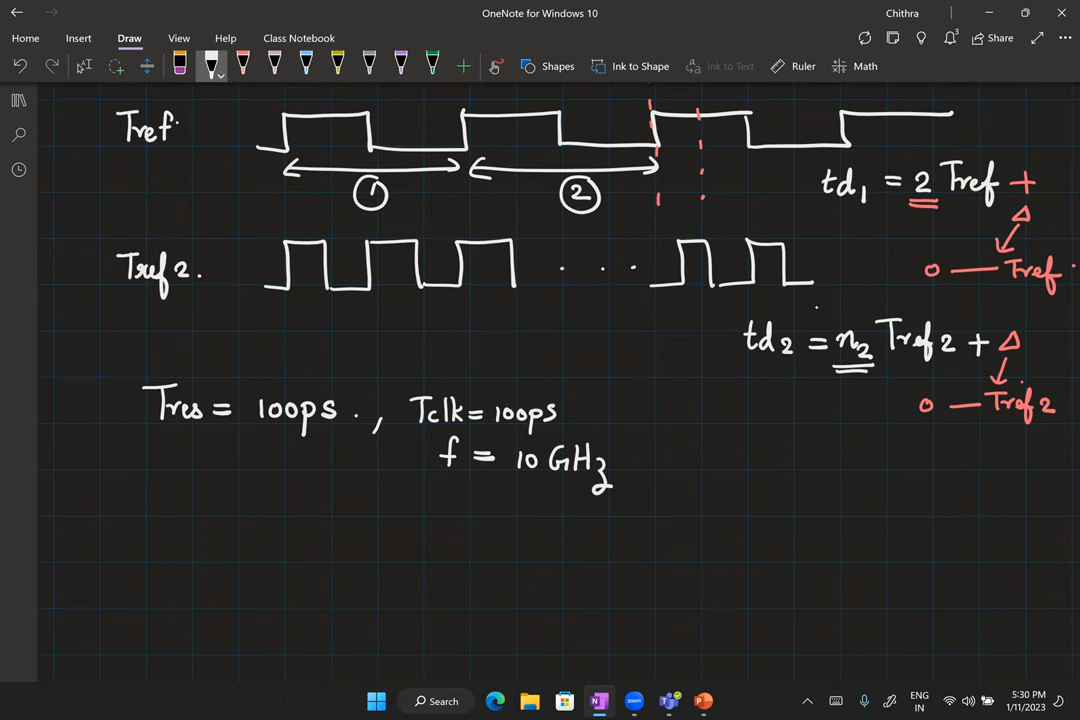 OneNote for Windows 10
Chithra
Home
Insert
Draw
View
Help
Class Notebook
Share
Shapes
Ink to Shape
Ink to Text
Ruler
Math
Tref.
① ②
td₁ = 2 Tref +
Δ
0 — Tref.
Tref 2.
. . .
td₂ = n₂ Tref 2 + Δ
0 — Tref 2
Tres = 100ps . , Tclk = 100ps
f = 10 GHz
Search
ENG
IN
5:30 PM
1/11/2023